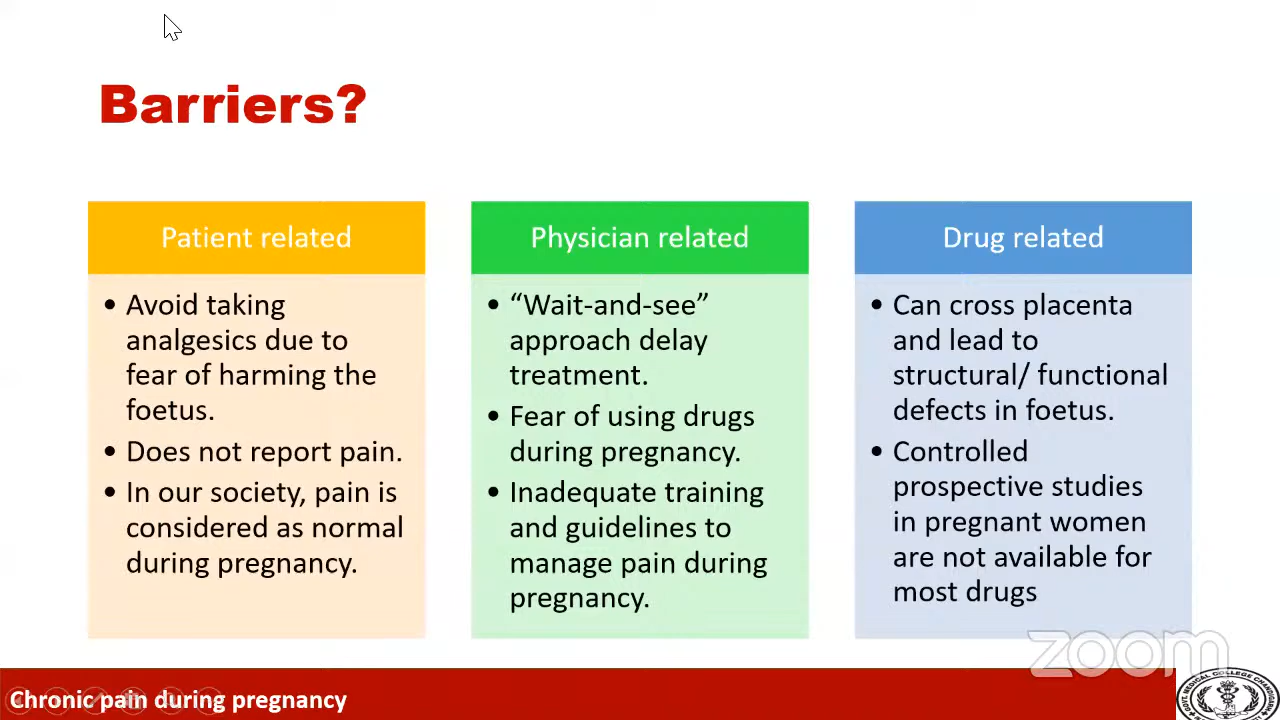 Barriers?
Patient related
• Avoid taking
analgesics due to
fear of harming the
foetus.
• Does not report pain.
• In our society, pain is
considered as normal
during pregnancy.
Physician related
• “Wait-and-see”
approach delay
treatment.
• Fear of using drugs
during pregnancy.
• Inadequate training
and guidelines to
manage pain during
pregnancy.
Drug related
• Can cross placenta
and lead to
structural/ functional
defects in foetus.
• Controlled
prospective studies
in pregnant women
are not available for
most drugs
zoom
Chronic pain during pregnancy
GOVT. MEDICAL COLLEGE